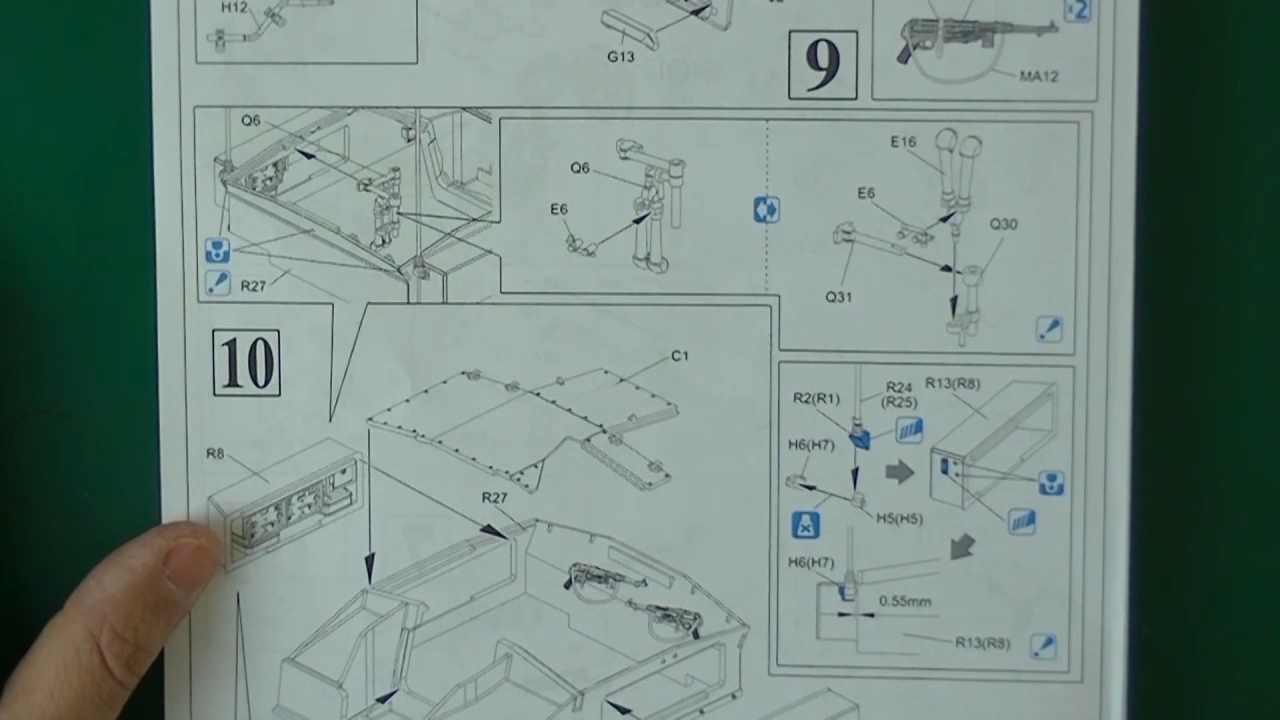 H12
G13
9
x2
MA12
Q6
R27
Q6
E6
E16
E6
Q30
Q31
10
C1
R8
R27
R2(R1)
R24
(R25)
R13(R8)
H6(H7)
H5(H5)
H6(H7)
0.55mm
R13(R8)